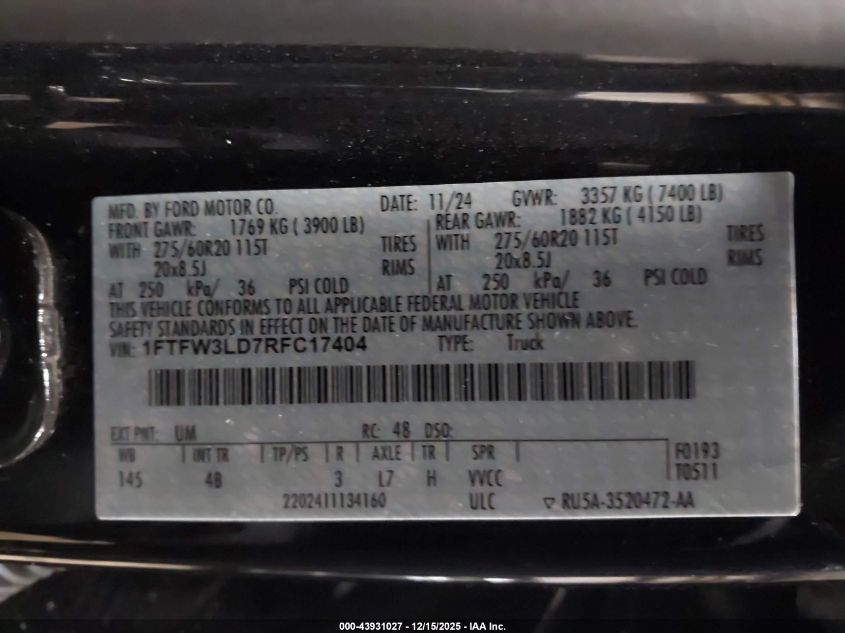 MFD. BY FORD MOTOR CO. DATE: 11/24 GVWR: 3357 KG ( 7400 LB)
FRONT GAWR: 1769 KG ( 3900 LB) REAR GAWR: 1882 KG ( 4150 LB)
WITH 275/60R20 115T TIRES WITH 275/60R20 115T TIRES
20x8.5J RIMS 20x8.5J RIMS
AT 250 kPa/ 36 PSI COLD AT 250 kPa/ 36 PSI COLD
THIS VEHICLE CONFORMS TO ALL APPLICABLE FEDERAL MOTOR VEHICLE
SAFETY STANDARDS IN EFFECT ON THE DATE OF MANUFACTURE SHOWN ABOVE.
VIN: 1FTFW3LD7RFC17404 TYPE: Truck
EXT PNT: UM RC: 48 DSO:
WB INT TR TP/PS R AXLE TR SPR F0193
145 4B 3 L7 H VVCC T0511
2202411134160 ULC RU5A-3520472-AA
000-43931027 - 12/15/2025 - IAA Inc.